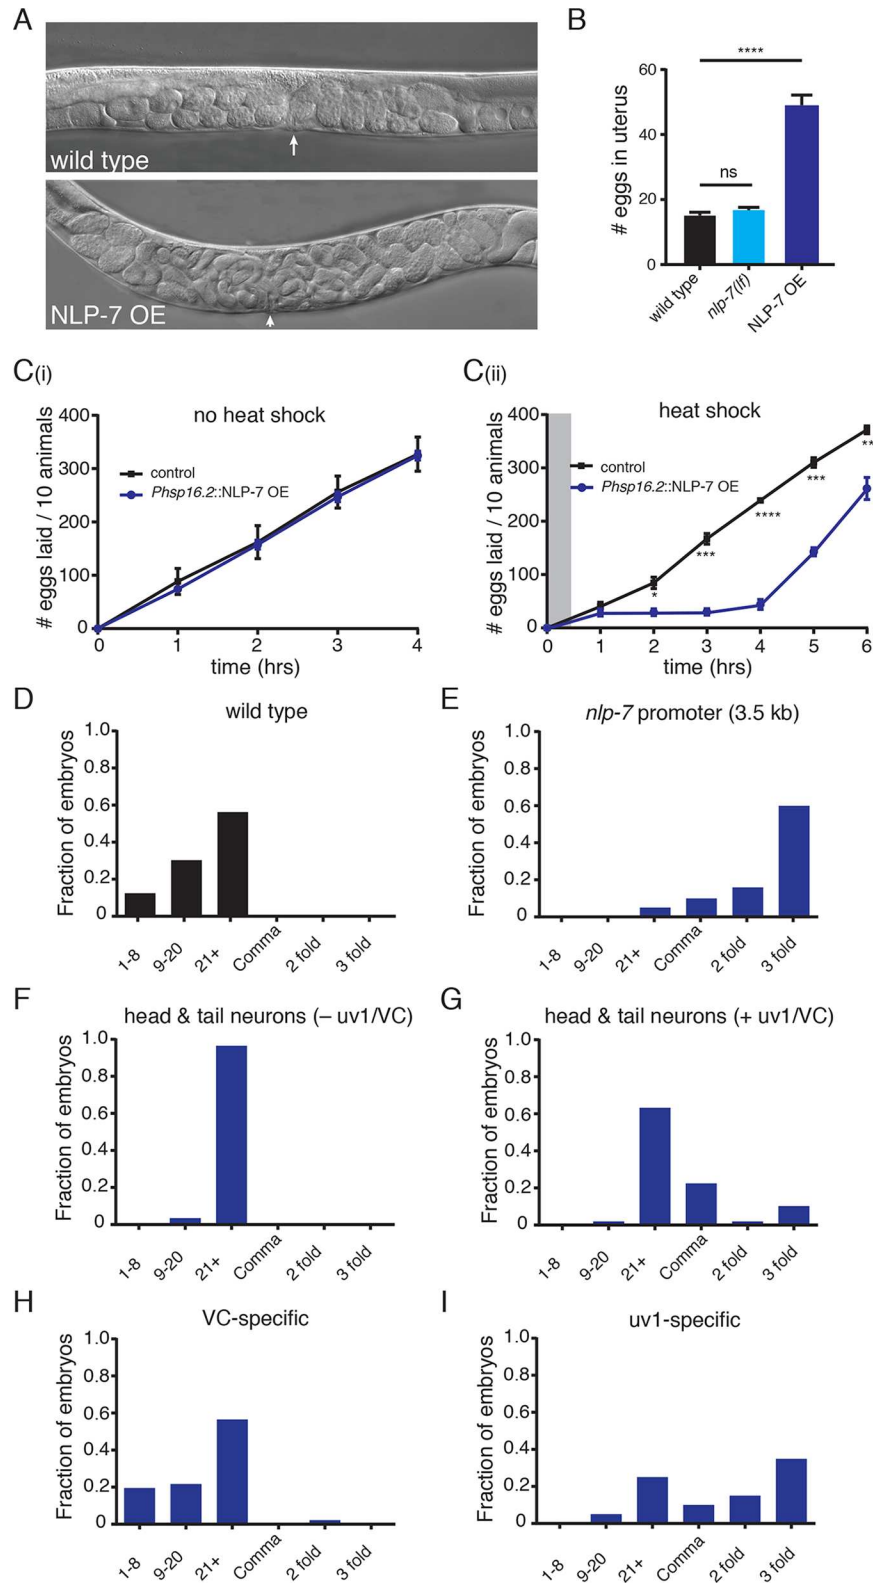 A
wild type
NLP-7 OE
B
****
ns
# eggs in uterus
60
40
20
0
wild type
nlp-7(lf)
NLP-7 OE
C(i)
no heat shock
control
Phsp16.2::NLP-7 OE
# eggs laid / 10 animals
400
300
200
100
0
0 1 2 3 4
time (hrs)
C(ii)
heat shock
control
Phsp16.2::NLP-7 OE
# eggs laid / 10 animals
400
300
200
100
0
*
***
****
***
**
0 1 2 3 4 5 6
time (hrs)
D
wild type
Fraction of embryos
1.0
0.8
0.6
0.4
0.2
0
1-8
9-20
21+
Comma
2 fold
3 fold
E
nlp-7 promoter (3.5 kb)
Fraction of embryos
1.0
0.8
0.6
0.4
0.2
0
1-8
9-20
21+
Comma
2 fold
3 fold
F
head & tail neurons (– uv1/VC)
Fraction of embryos
1.0
0.8
0.6
0.4
0.2
0
1-8
9-20
21+
Comma
2 fold
3 fold
G
head & tail neurons (+ uv1/VC)
Fraction of embryos
1.0
0.8
0.6
0.4
0.2
0
1-8
9-20
21+
Comma
2 fold
3 fold
H
VC-specific
Fraction of embryos
1.0
0.8
0.6
0.4
0.2
0
1-8
9-20
21+
Comma
2 fold
3 fold
I
uv1-specific
Fraction of embryos
1.0
0.8
0.6
0.4
0.2
0
1-8
9-20
21+
Comma
2 fold
3 fold